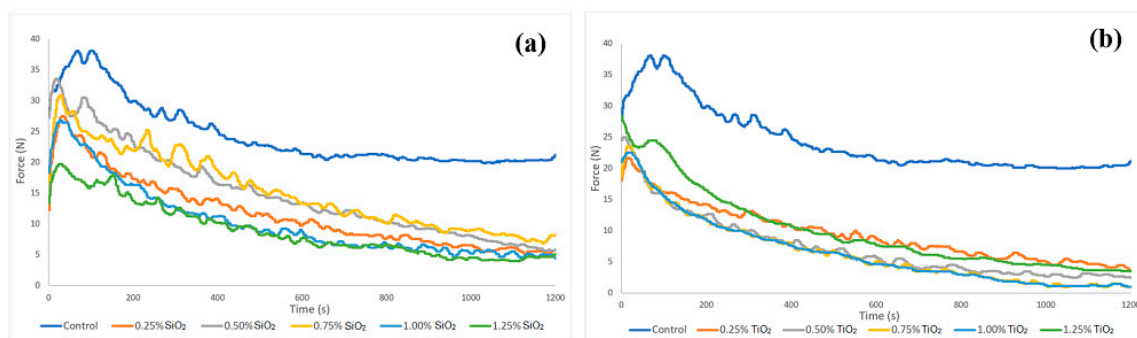 (a)
40
35
30
25
20
15
10
5
0
Force (N)
0 200 400 600 800 1000 1200
Time (s)
Control 0.25% SiO₂ 0.50% SiO₂ 0.75% SiO₂ 1.00% SiO₂ 1.25% SiO₂
(b)
40
35
30
25
20
15
10
5
0
Force (N)
0 200 400 600 800 1000 1200
Time (s)
Control 0.25% TiO₂ 0.50% TiO₂ 0.75% TiO₂ 1.00% TiO₂ 1.25% TiO₂